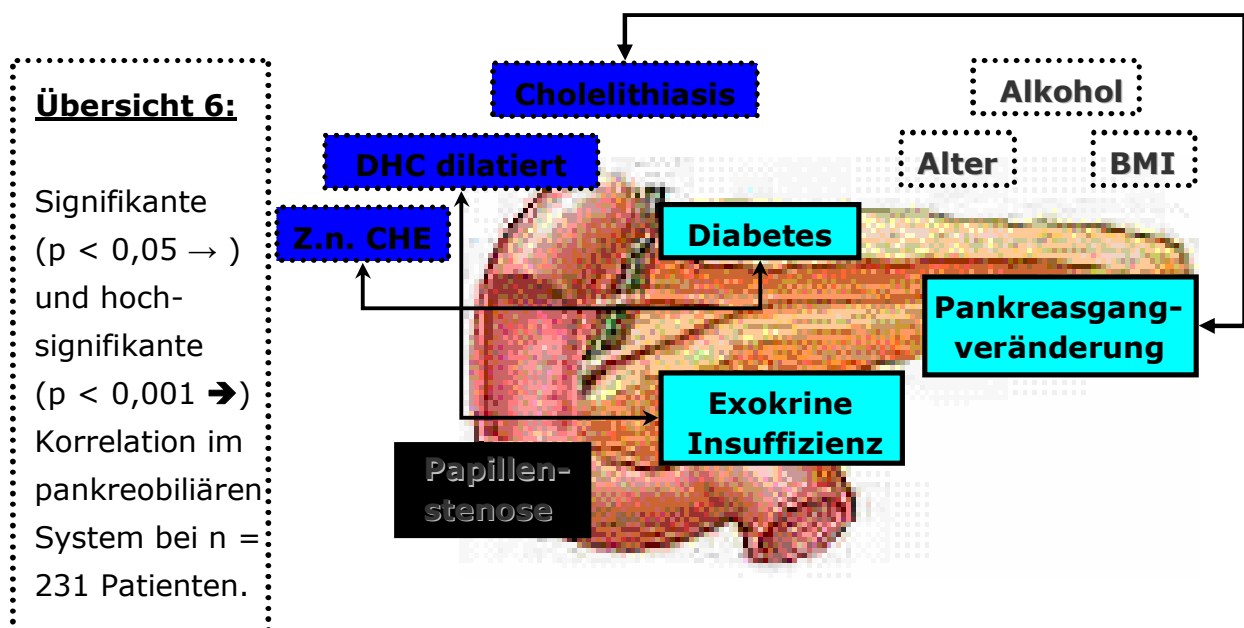 Übersicht 6:
Signifikante
(p < 0,05 → )
und hoch-
signifikante
(p < 0,001 ➔)
Korrelation im
pankreobiliären
System bei n =
231 Patienten.
Cholelithiasis
Alkohol
DHC dilatiert
Alter
BMI
Z.n. CHE
Diabetes
Pankreasgang-
veränderung
Exokrine
Insuffizienz
Papillen-
stenose